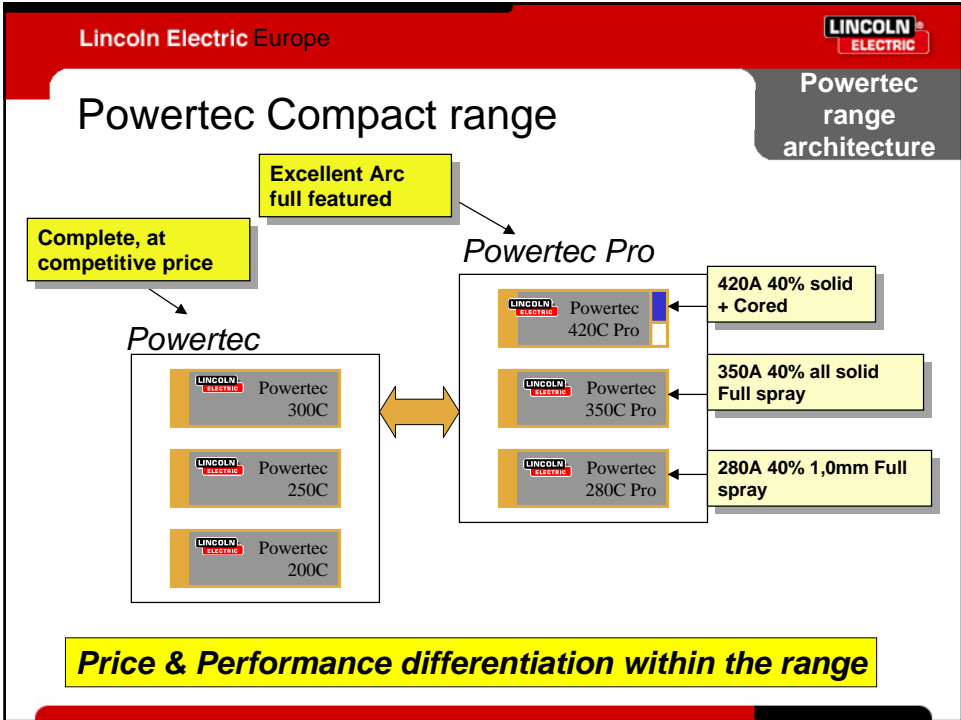 Lincoln Electric Europe
LINCOLN®
ELECTRIC
Powertec
range
architecture
Powertec Compact range
Excellent Arc
full featured
Complete, at
competitive price
Powertec Pro
Powertec
LINCOLN
ELECTRIC
Powertec
420C Pro
420A 40% solid
+ Cored
LINCOLN
ELECTRIC
Powertec
300C
LINCOLN
ELECTRIC
Powertec
350C Pro
350A 40% all solid
Full spray
LINCOLN
ELECTRIC
Powertec
250C
LINCOLN
ELECTRIC
Powertec
280C Pro
280A 40% 1,0mm Full
spray
LINCOLN
ELECTRIC
Powertec
200C
Price & Performance differentiation within the range